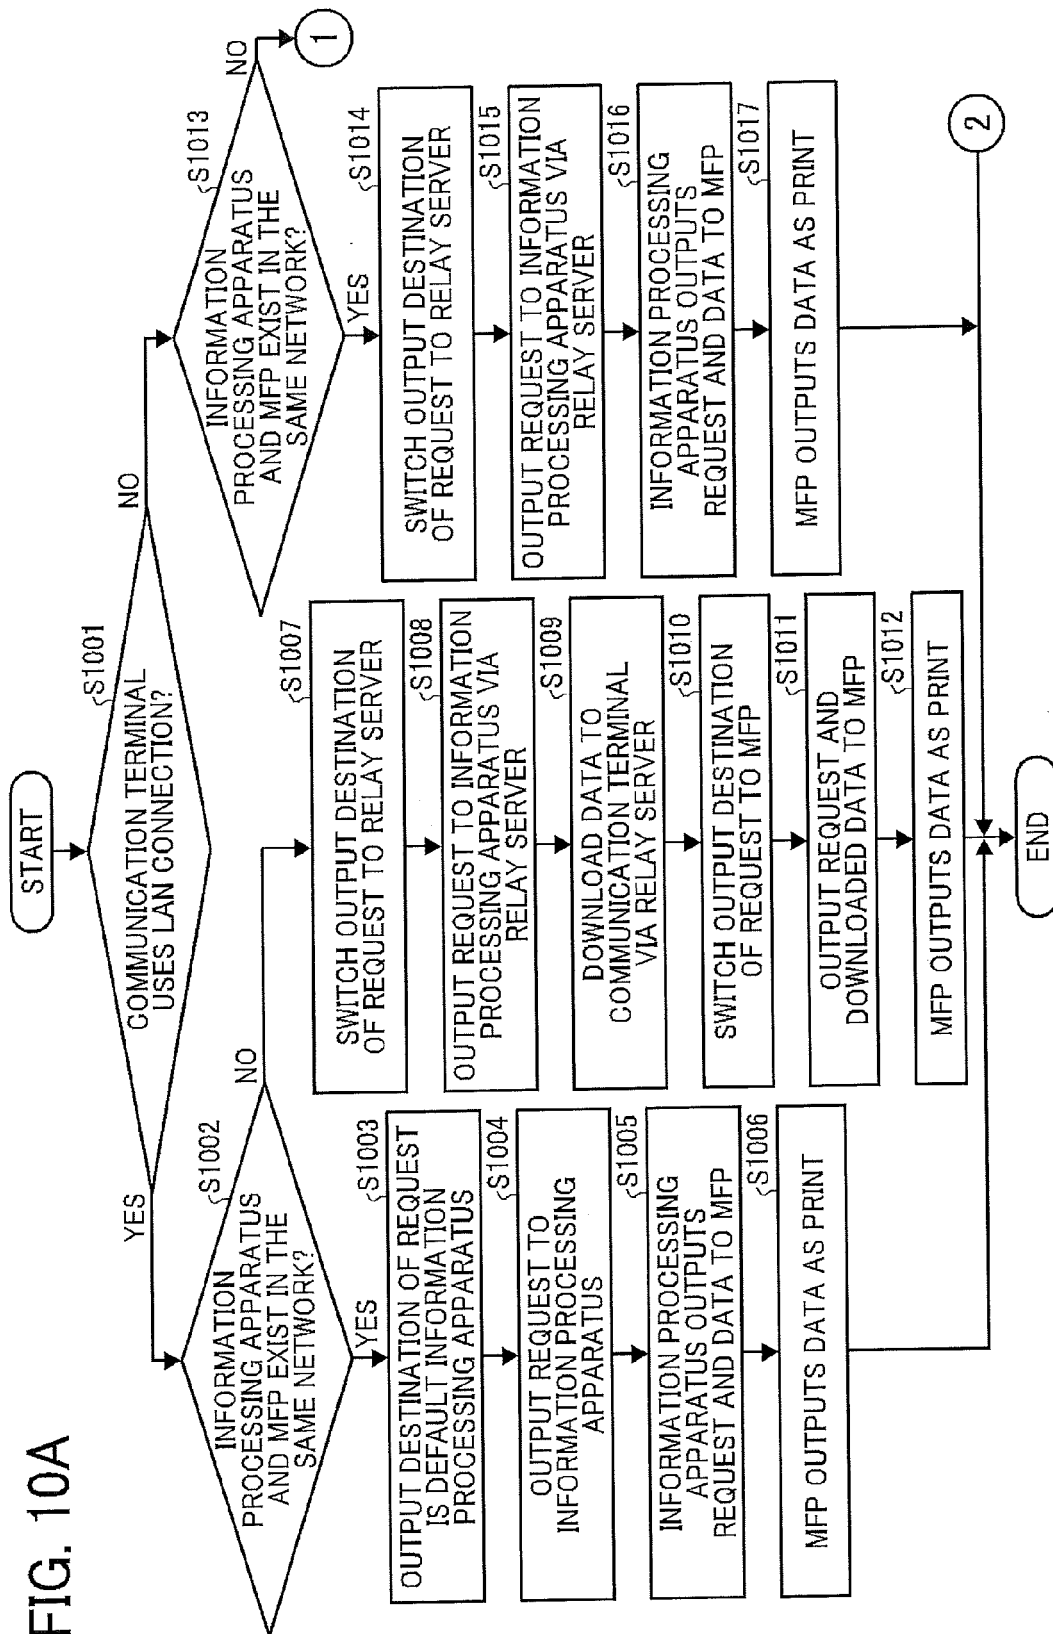 FIG. 10A
START
S1001
COMMUNICATION TERMINAL
USES LAN CONNECTION?
YES
NO
S1002
INFORMATION
PROCESSING APPARATUS
AND MFP EXIST IN THE
SAME NETWORK?
NO
YES
S1003
OUTPUT DESTINATION OF REQUEST
IS DEFAULT INFORMATION
PROCESSING APPARATUS
S1004
OUTPUT REQUEST TO
INFORMATION PROCESSING
APPARATUS
S1005
INFORMATION PROCESSING
APPARATUS OUTPUTS
REQUEST AND DATA TO MFP
S1006
MFP OUTPUTS DATA AS PRINT
S1007
SWITCH OUTPUT DESTINATION
OF REQUEST TO RELAY SERVER
S1008
OUTPUT REQUEST TO INFORMATION
PROCESSING APPARATUS VIA
RELAY SERVER
S1009
DOWNLOAD DATA TO
COMMUNICATION TERMINAL
VIA RELAY SERVER
S1010
SWITCH OUTPUT DESTINATION
OF REQUEST TO MFP
S1011
OUTPUT REQUEST AND
DOWNLOADED DATA TO MFP
S1012
MFP OUTPUTS DATA AS PRINT
S1013
INFORMATION
PROCESSING APPARATUS
AND MFP EXIST IN THE
SAME NETWORK?
NO
1
YES
S1014
SWITCH OUTPUT DESTINATION
OF REQUEST TO RELAY SERVER
S1015
OUTPUT REQUEST TO INFORMATION
PROCESSING APPARATUS VIA
RELAY SERVER
S1016
INFORMATION PROCESSING
APPARATUS OUTPUTS
REQUEST AND DATA TO MFP
S1017
MFP OUTPUTS DATA AS PRINT
2
END